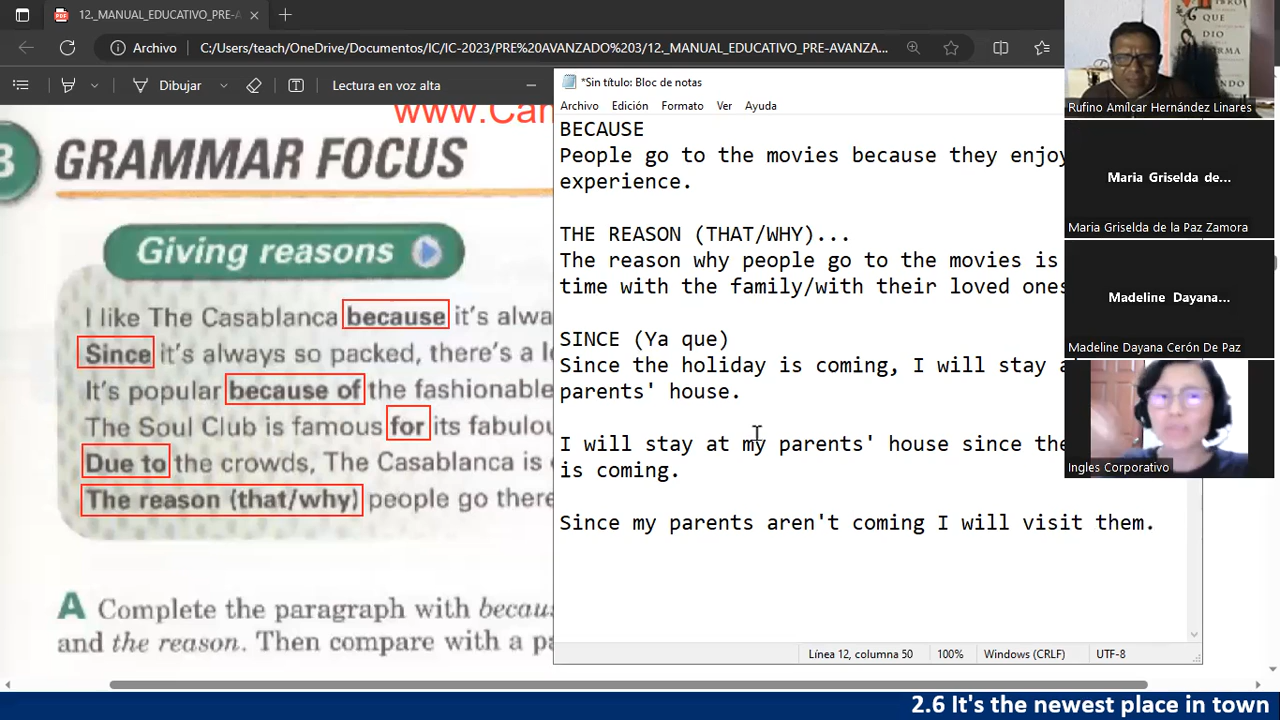 12._MANUAL_EDUCATIVO_PRE-A
Archivo
C:/Users/teach/OneDrive/Documentos/IC/IC-2023/PRE%20AVANZADO%203/12._MANUAL_EDUCATIVO_PRE-AVANZA...
Dibujar
Lectura en voz alta
www.Cam
GRAMMAR FOCUS
Giving reasons
I like The Casablanca because it's alwa
Since it's always so packed, there's a
It's popular because of the fashionable
The Soul Club is famous for its fabulou
Due to the crowds, The Casablanca is
The reason (that/why) people go there
A Complete the paragraph with becau
and the reason. Then compare with a pa
*Sin título: Bloc de notas
Archivo Edición Formato Ver Ayuda
BECAUSE
People go to the movies because they enjoy
experience.
THE REASON (THAT/WHY)...
The reason why people go to the movies is
time with the family/with their loved ones
SINCE (Ya que)
Since the holiday is coming, I will stay a
parents' house.
I will stay at my parents' house since the
is coming.
Since my parents aren't coming I will visit them.
Línea 12, columna 50 100% Windows (CRLF) UTF-8
QUE
DIO
FORMA
Rufino Amílcar Hernández Linares
Maria Griselda de...
Maria Griselda de la Paz Zamora
Madeline Dayana...
Madeline Dayana Cerón De Paz
Ingles Corporativo
2.6 It's the newest place in town